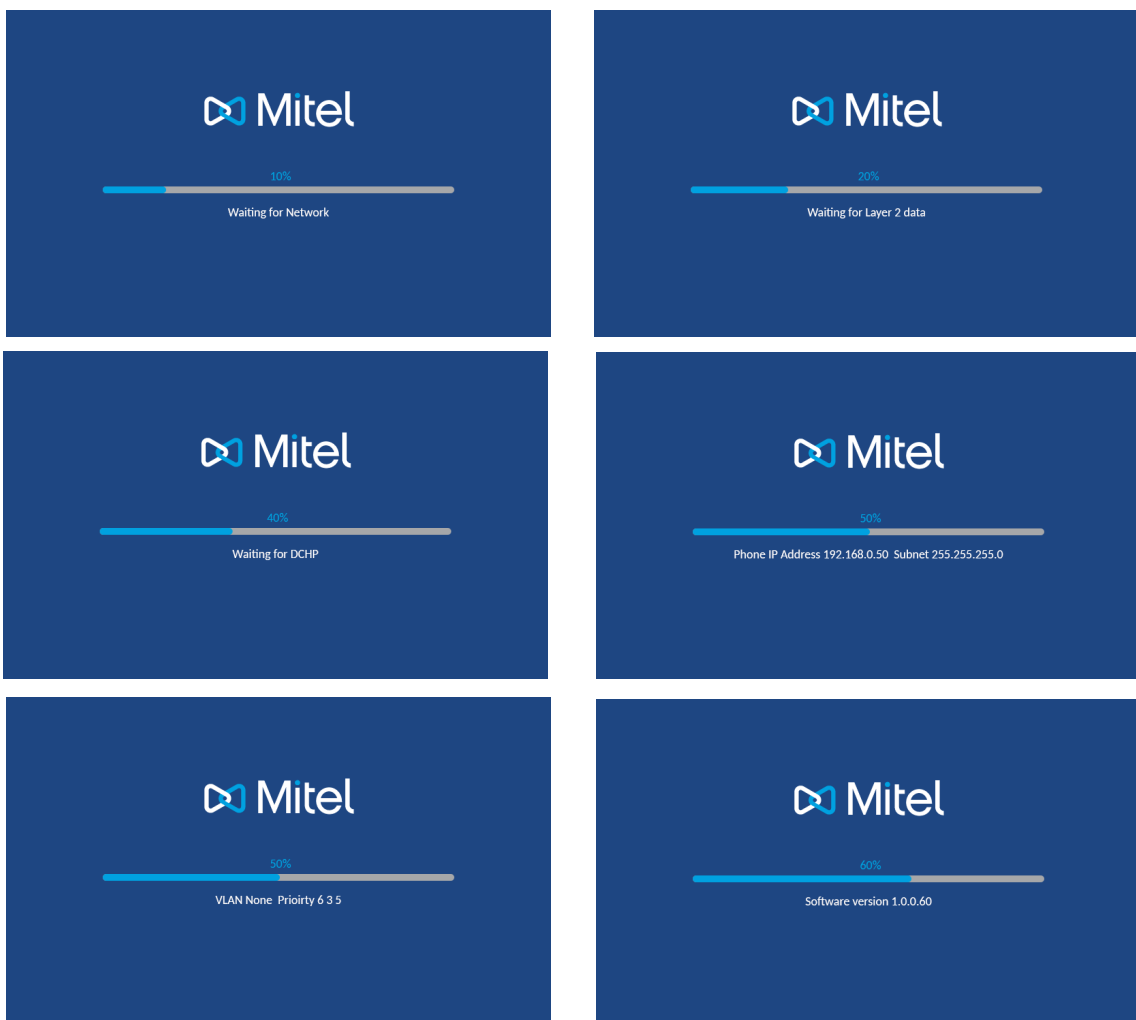 Mitel
10%
Waiting for Network
Mitel
20%
Waiting for Layer 2 data
Mitel
40%
Waiting for DCHP
Mitel
50%
Phone IP Address 192.168.0.50 Subnet 255.255.255.0
Mitel
50%
VLAN None Prioirty 6 3 5
Mitel
60%
Software version 1.0.0.60